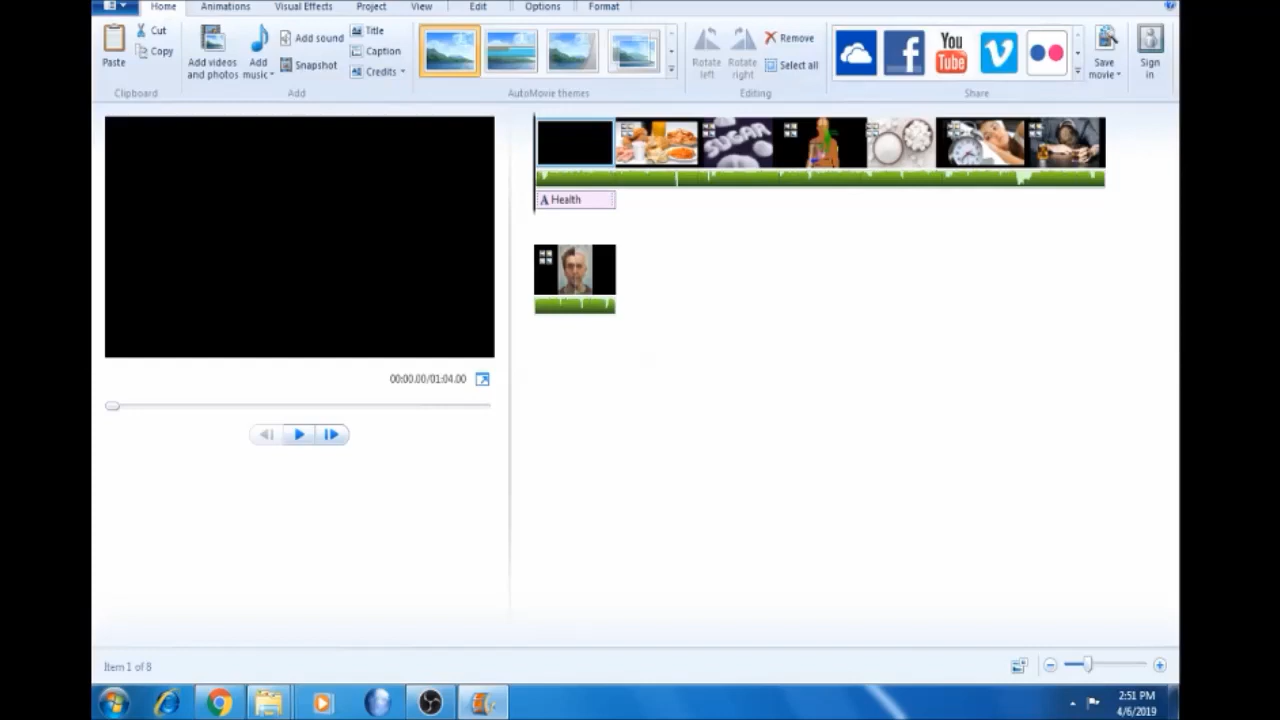 Home Animations Visual Effects Project View Edit Options Format
Paste
Cut
Copy
Clipboard
Add videos and photos
Add music
Add sound
Snapshot
Title
Caption
Credits
Add
AutoMovie themes
Rotate left
Rotate right
Remove
Select all
Editing
You
Tube
Share
Save movie
Sign in
SUGAR
A Health
00:00.00/01:04.00
Item 1 of 8
2:51 PM
4/6/2019